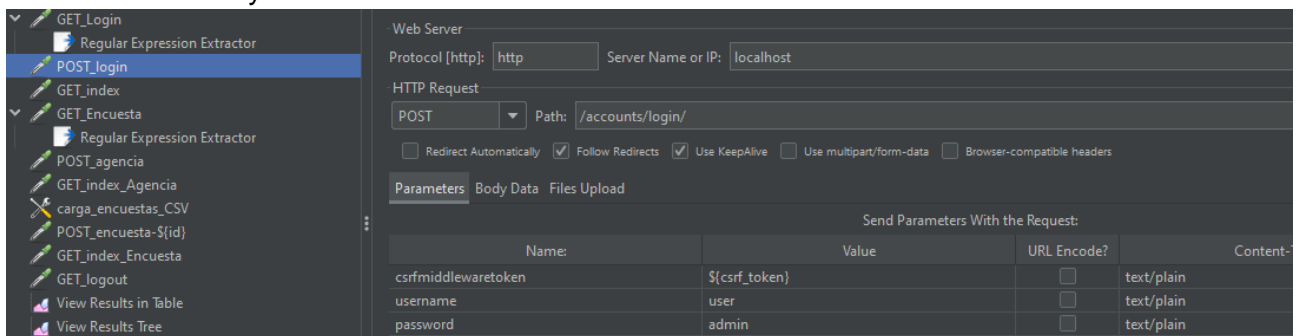 GET_Login
Regular Expression Extractor
POST_login
GET_index
GET_Encuesta
Regular Expression Extractor
POST_agencia
GET_index_Agencia
carga_encuestas_CSV
POST_encuesta-${id}
GET_index_Encuesta
GET_logout
View Results in Table
View Results Tree
Web Server
Protocol [http]: http Server Name or IP: localhost
HTTP Request
POST Path: /accounts/login/
Redirect Automatically Follow Redirects Use KeepAlive Use multipart/form-data Browser-compatible headers
Parameters Body Data Files Upload
Send Parameters With the Request:
Name: Value URL Encode? Content-
csrfmiddlewaretoken ${csrf_token} text/plain
username user text/plain
password admin text/plain